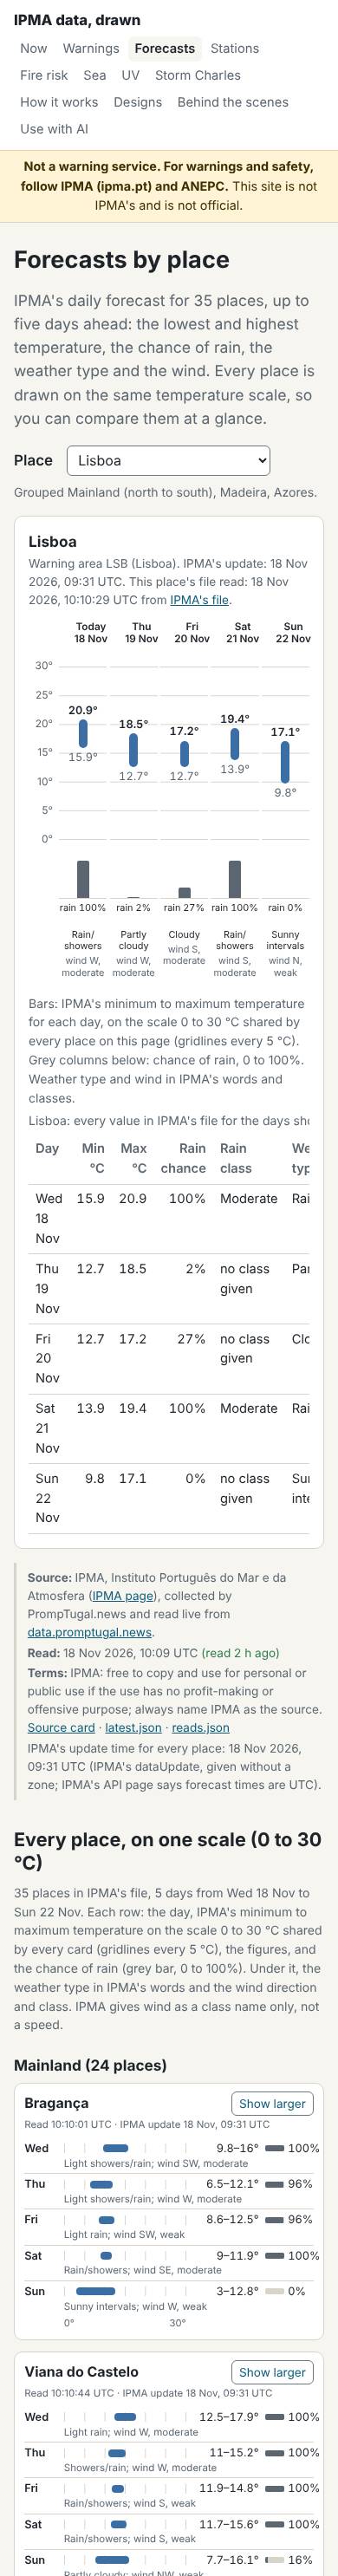 IPMA data, drawn
Now Warnings Forecasts Stations
Fire risk Sea UV Storm Charles
How it works Designs Behind the scenes
Use with AI
Not a warning service. For warnings and safety,
follow IPMA (ipma.pt) and ANEPC. This site is not
IPMA's and is not official.
Forecasts by place
IPMA's daily forecast for 35 places, up to
five days ahead: the lowest and highest
temperature, the chance of rain, the
weather type and the wind. Every place is
drawn on the same temperature scale, so
you can compare them at a glance.
Place Lisboa
Grouped Mainland (north to south), Madeira, Azores.
Lisboa
Warning area LSB (Lisboa). IPMA's update: 18 Nov
2026, 09:31 UTC. This place's file read: 18 Nov
2026, 10:10:29 UTC from IPMA's file.
Today Thu Fri Sat Sun
18 Nov 19 Nov 20 Nov 21 Nov 22 Nov
30°
25°
20°
15°
10°
5°
0°
20.9° 18.5° 17.2° 19.4° 17.1°
15.9° 12.7° 12.7° 13.9° 9.8°
rain 100% rain 2% rain 27% rain 100% rain 0%
Rain/ Partly Cloudy Rain/ Sunny
showers cloudy wind S, showers intervals
wind W, wind W, moderate wind S, wind N,
moderate moderate moderate weak
Bars: IPMA's minimum to maximum temperature
for each day, on the scale 0 to 30 °C shared by
every place on this page (gridlines every 5 °C).
Grey columns below: chance of rain, 0 to 100%.
Weather type and wind in IPMA's words and
classes.
Lisboa: every value in IPMA's file for the days sho
Day Min Max Rain Rain We
°C °C chance class typ
Wed 15.9 20.9 100% Moderate Rai
18
Nov
Thu 12.7 18.5 2% no class Par
19 given
Nov
Fri 12.7 17.2 27% no class Clo
20 given
Nov
Sat 13.9 19.4 100% Moderate Rai
21
Nov
Sun 9.8 17.1 0% no class Sun
22 given inte
Nov
Source: IPMA, Instituto Português do Mar e da
Atmosfera (IPMA page), collected by
PrompTugal.news and read live from
data.promptugal.news.
Read: 18 Nov 2026, 10:09 UTC (read 2 h ago)
Terms: IPMA: free to copy and use for personal or
public use if the use has no profit-making or
offensive purpose; always name IPMA as the source.
Source card · latest.json · reads.json
IPMA's update time for every place: 18 Nov 2026,
09:31 UTC (IPMA's dataUpdate, given without a
zone; IPMA's API page says forecast times are UTC).
Every place, on one scale (0 to 30
°C)
35 places in IPMA's file, 5 days from Wed 18 Nov to
Sun 22 Nov. Each row: the day, IPMA's minimum to
maximum temperature on the scale 0 to 30 °C shared
by every card (gridlines every 5 °C), the figures, and
the chance of rain (grey bar, 0 to 100%). Under it, the
weather type in IPMA's words and the wind direction
and class. IPMA gives wind as a class name only, not
a speed.
Mainland (24 places)
Bragança Show larger
Read 10:10:01 UTC · IPMA update 18 Nov, 09:31 UTC
Wed 9.8–16° 100%
Light showers/rain; wind SW, moderate
Thu 6.5–12.1° 96%
Light showers/rain; wind W, moderate
Fri 8.6–12.5° 96%
Light rain; wind SW, weak
Sat 9–11.9° 100%
Rain/showers; wind SE, moderate
Sun 3–12.8° 0%
Sunny intervals; wind W, weak
0° 30°
Viana do Castelo Show larger
Read 10:10:44 UTC · IPMA update 18 Nov, 09:31 UTC
Wed 12.5–17.9° 100%
Light rain; wind W, moderate
Thu 11–15.2° 100%
Showers/rain; wind W, moderate
Fri 11.9–14.8° 100%
Rain/showers; wind S, weak
Sat 11.7–15.6° 100%
Rain/showers; wind S, weak
Sun 7.7–16.1° 16%
Partly cloudy; wind NW, weak